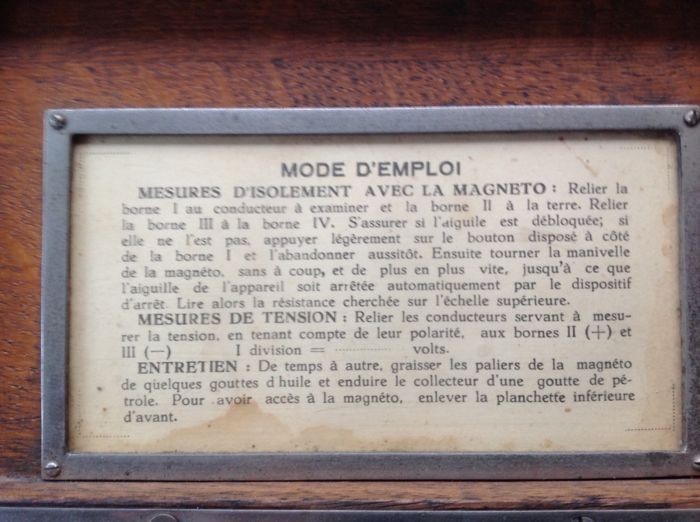 MODE D'EMPLOI
MESURES D'ISOLEMENT AVEC LA MAGNETO : Relier la
borne I au conducteur à examiner et la borne II à la terre. Relier
la borne III à la borne IV. S'assurer si l'aiguile est débloquée; si
elle ne l'est pas, appuyer légèrement sur le bouton disposé à côté
de la borne I et l'abandonner aussitôt. Ensuite tourner la manivelle
de la magnéto, sans à coup, et de plus en plus vite, jusqu'à ce que
l'aiguille de l'appareil soit arrêtée automatiquement par le dispositif
d'arrêt. Lire alors la résistance cherchée sur l'échelle supérieure.
MESURES DE TENSION : Relier les conducteurs servant à mesu-
rer la tension, en tenant compte de leur polarité, aux bornes II (+) et
III (—) I division = ............... volts.
ENTRETIEN : De temps à autre, graisser les paliers de la magnéto
de quelques gouttes d'huile et enduire le collecteur d'une goutte de pé-
trole. Pour avoir accès à la magnéto, enlever la planchette inférieure
d'avant.